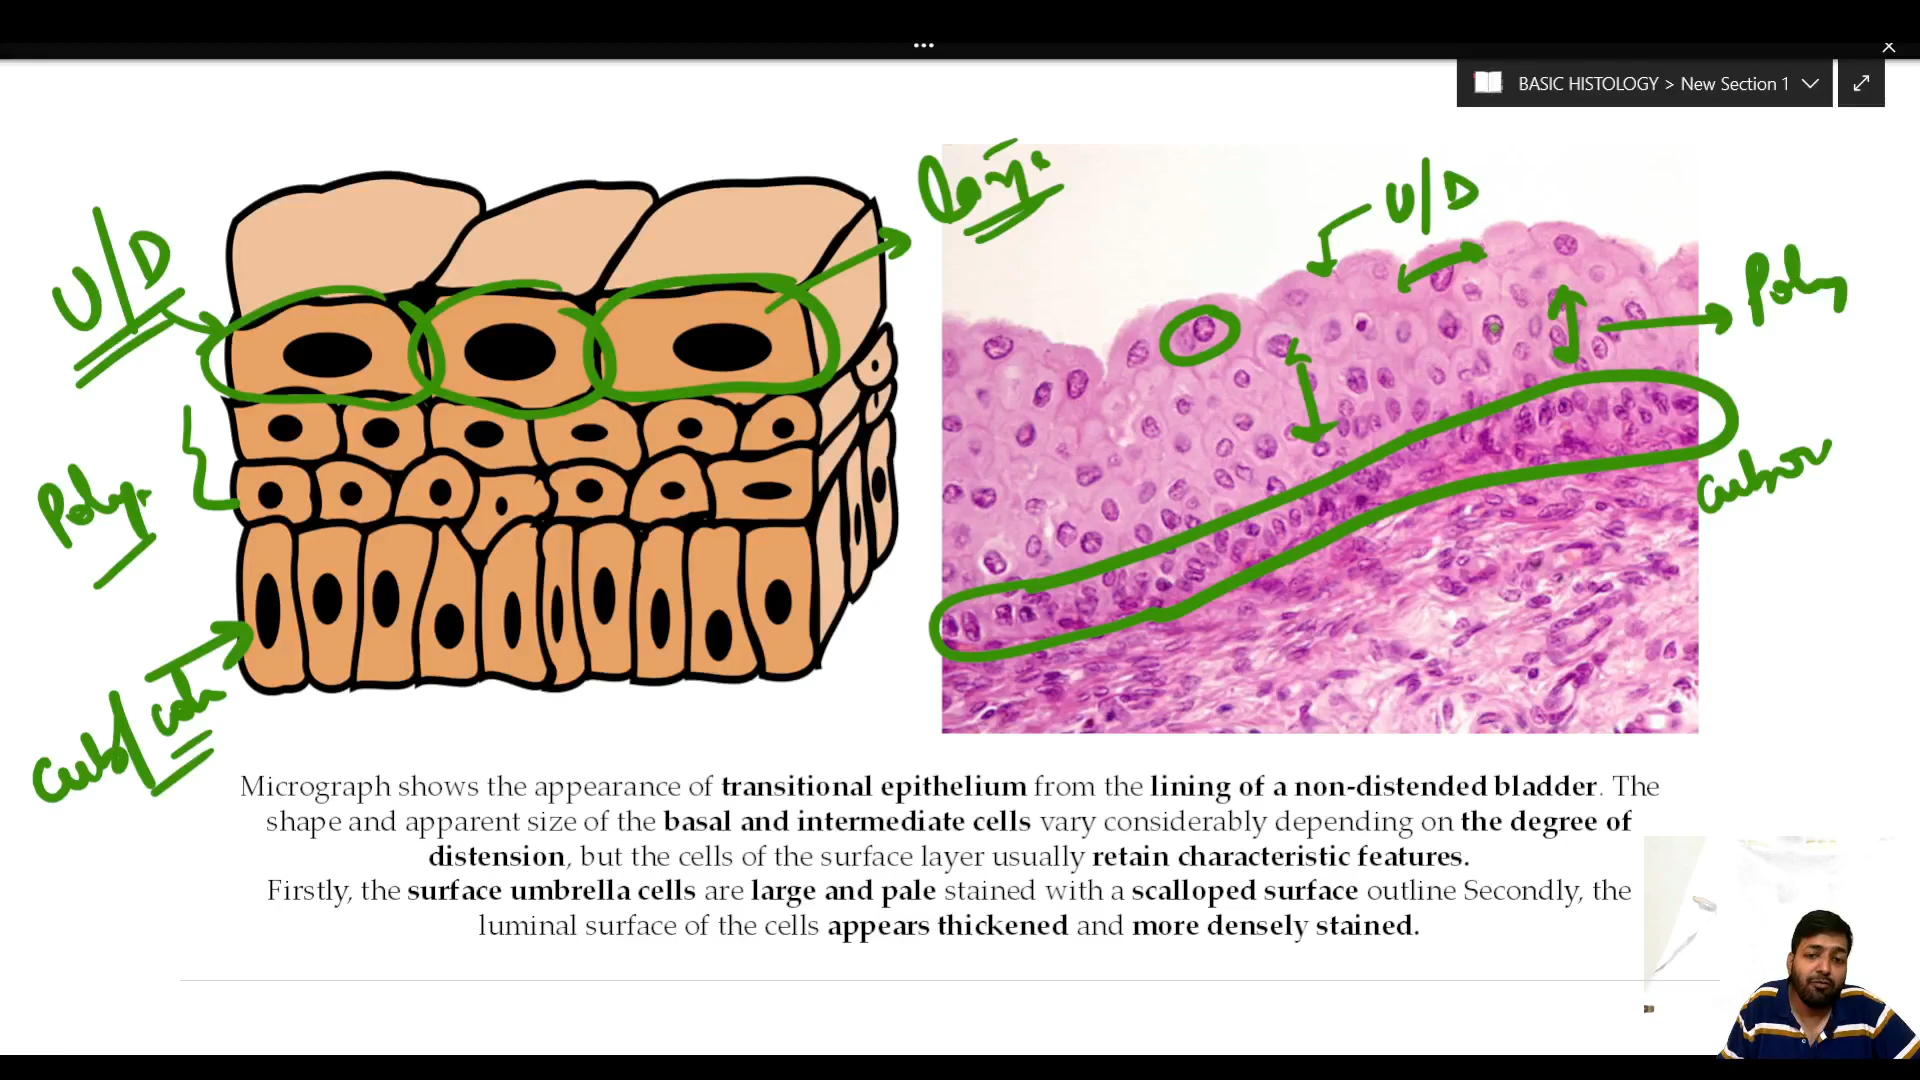 BASIC HISTOLOGY > New Section 1
U/D
U/D
Poly
Poly.
Micrograph shows the appearance of transitional epithelium from the lining of a non-distended bladder. The
shape and apparent size of the basal and intermediate cells vary considerably depending on the degree of
distension, but the cells of the surface layer usually retain characteristic features.
Firstly, the surface umbrella cells are large and pale stained with a scalloped surface outline Secondly, the
luminal surface of the cells appears thickened and more densely stained.